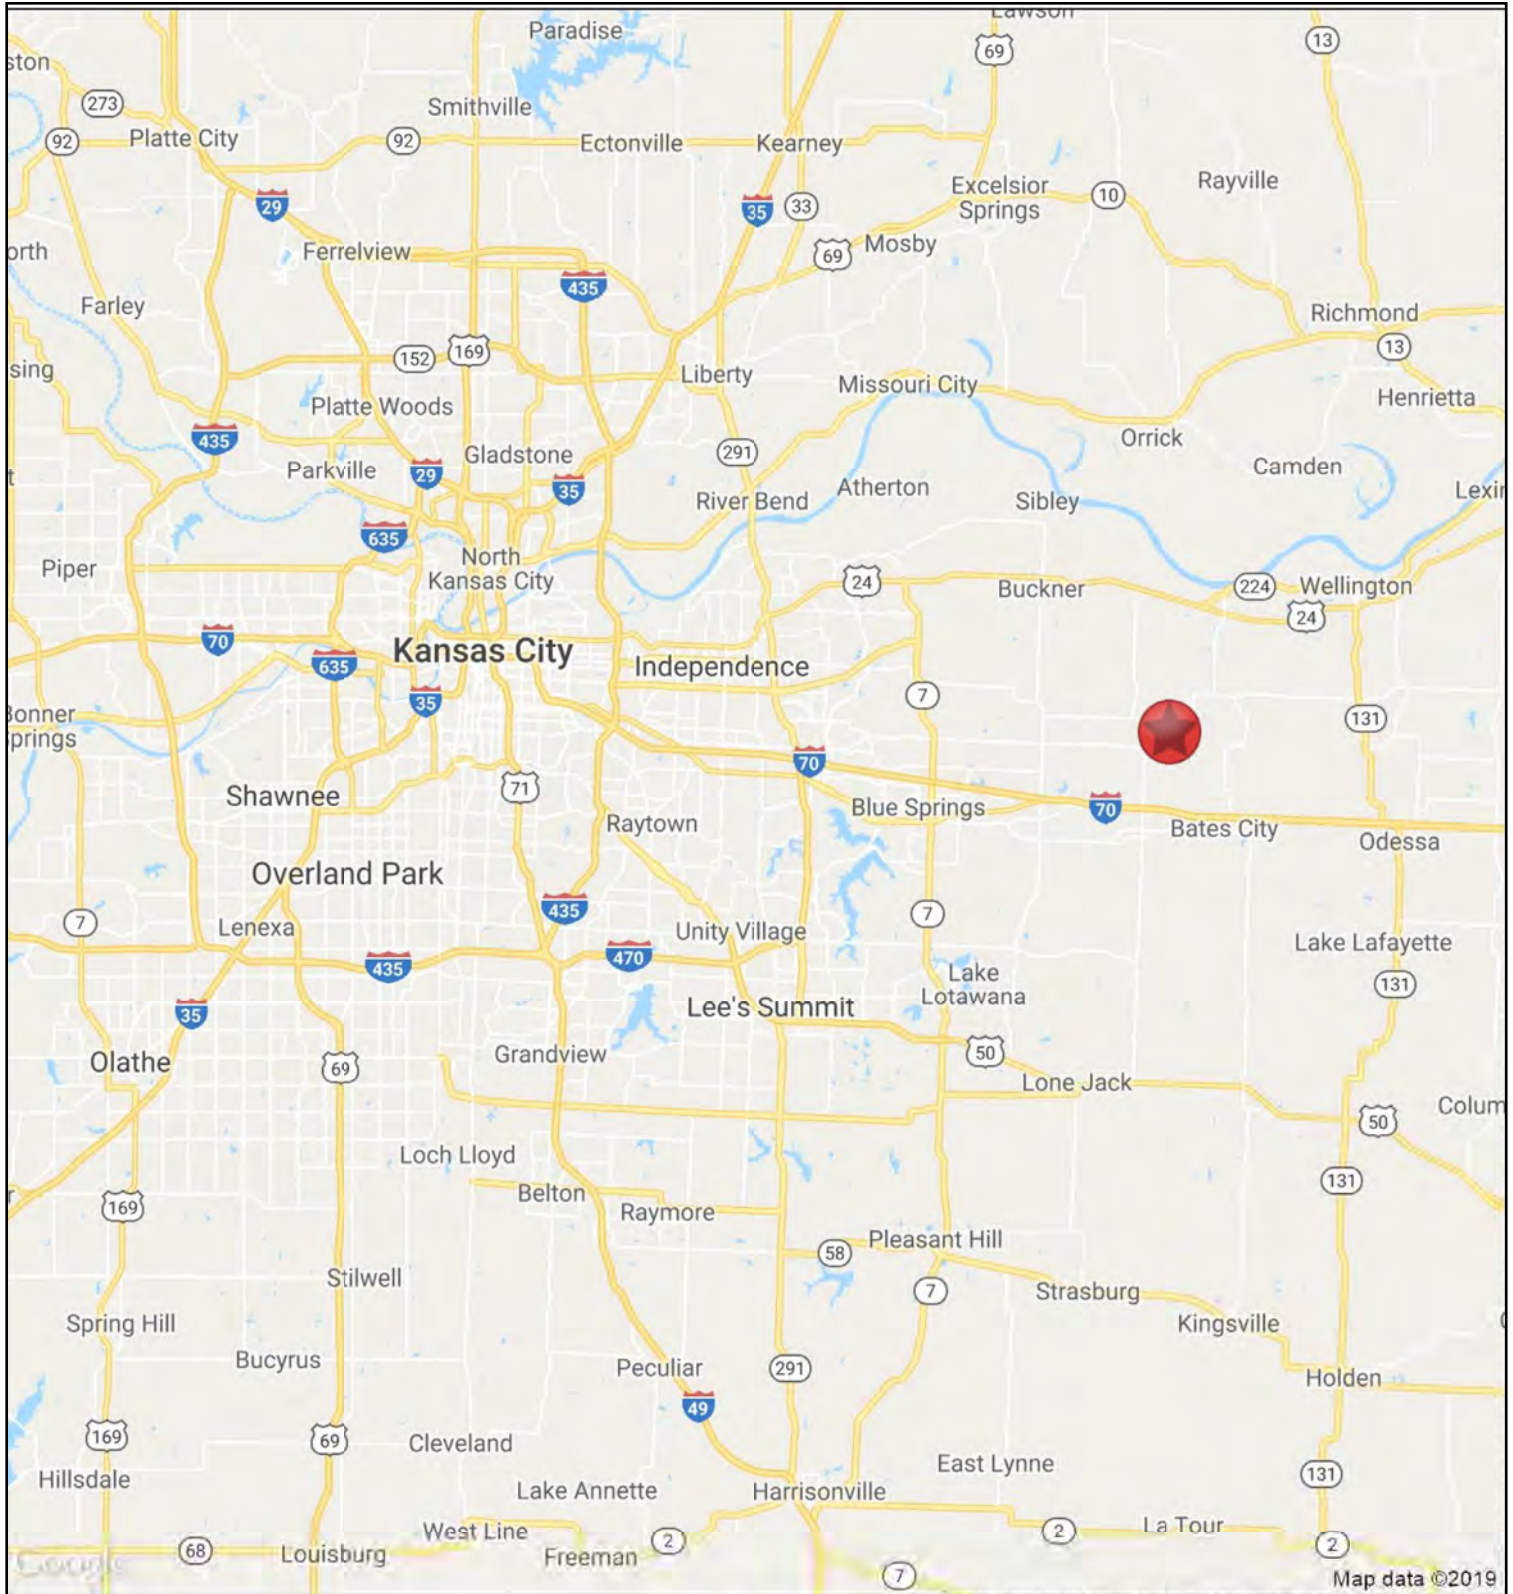 Lawson
Paradise
69
13
ston
273
Smithville
92
Platte City
92
Ectonville
Kearney
Rayville
Excelsior
Springs
10
29
35
33
Mosby
orth
Ferrelview
69
435
Farley
Richmond
152
169
13
sing
Liberty
Missouri City
Henrietta
Platte Woods
435
Orrick
Gladstone
291
Parkville
29
Camden
35
River Bend
Atherton
Sibley
Lexin
635
North
Kansas City
Piper
24
Buckner
224
Wellington
24
70
Kansas City
635
Independence
35
7
Bonner
Springs
131
70
71
Shawnee
Blue Springs
70
Raytown
Bates City
Odessa
Overland Park
435
7
7
Lenexa
Unity Village
Lake Lafayette
435
470
Lake
Lotawana
131
35
Lee's Summit
Olathe
69
Grandview
50
Lone Jack
Colum
50
Loch Lloyd
131
169
Belton
Raymore
58
Pleasant Hill
Stilwell
7
Strasburg
Spring Hill
Kingsville
Bucyrus
Peculiar
291
Holden
49
169
69
Cleveland
East Lynne
Hillsdale
131
Lake Annette
Harrisonville
West Line
2
2
La Tour
68
Louisburg
Freeman
2
7
Google
Map data ©2019